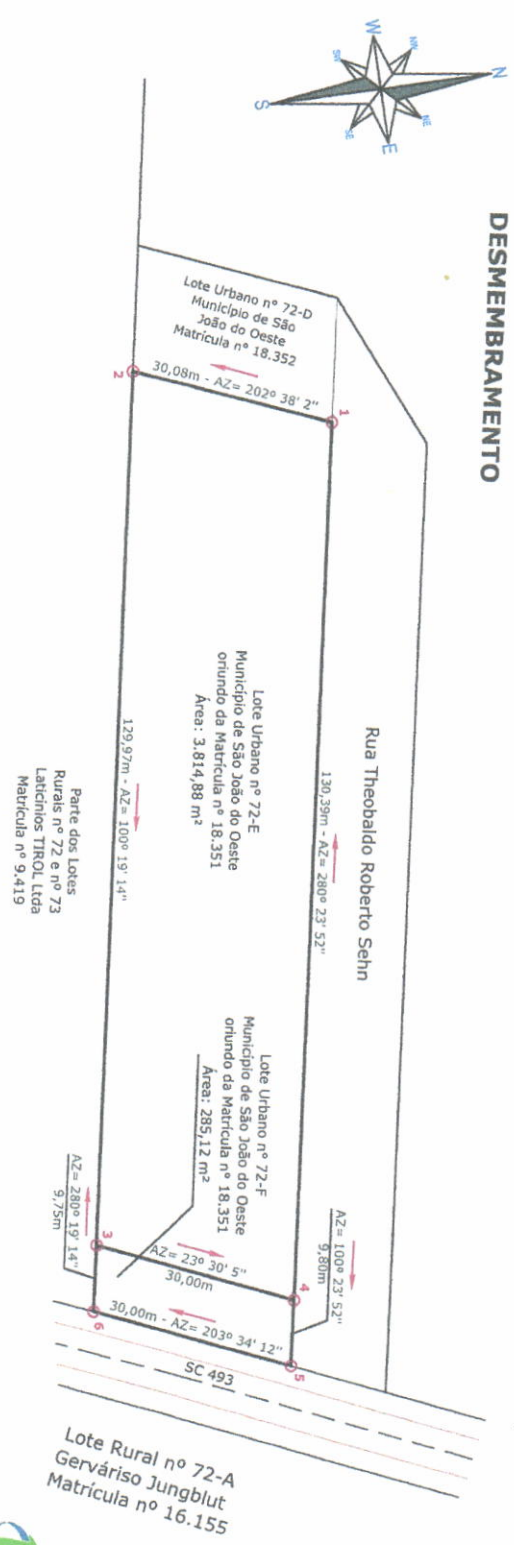 DESMEMBRAMENTO
N
NE
E
SE
S
SW
W
NW
Lote Urbano nº 72-D
Município de São
João do Oeste
Matrícula nº 18.352
30,08m - AZ= 202º 38' 2"
1
2
Rua Theobaldo Roberto Sehn
130,39m - AZ= 280º 23' 52"
Lote Urbano nº 72-E
Município de São João do Oeste
oriundo da Matrícula nº 18.351
Área: 3.814,88 m²
129,97m - AZ= 100º 19' 14"
Parte dos Lotes
Rurais nº 72 e nº 73
Laticínios TIROL Ltda
Matrícula nº 9.419
Lote Urbano nº 72-F
Município de São João do Oeste
oriundo da Matrícula nº 18.351
Área: 285,12 m²
AZ= 100º 23' 52"
9,80m
AZ= 23º 30' 5"
30,00m
AZ= 280º 19' 14"
9,75m
3
4
5
6
30,00m - AZ= 203º 34' 12"
SC 493
Lote Rural nº 72-A
Gerváriso Jungblut
Matrícula nº 16.155